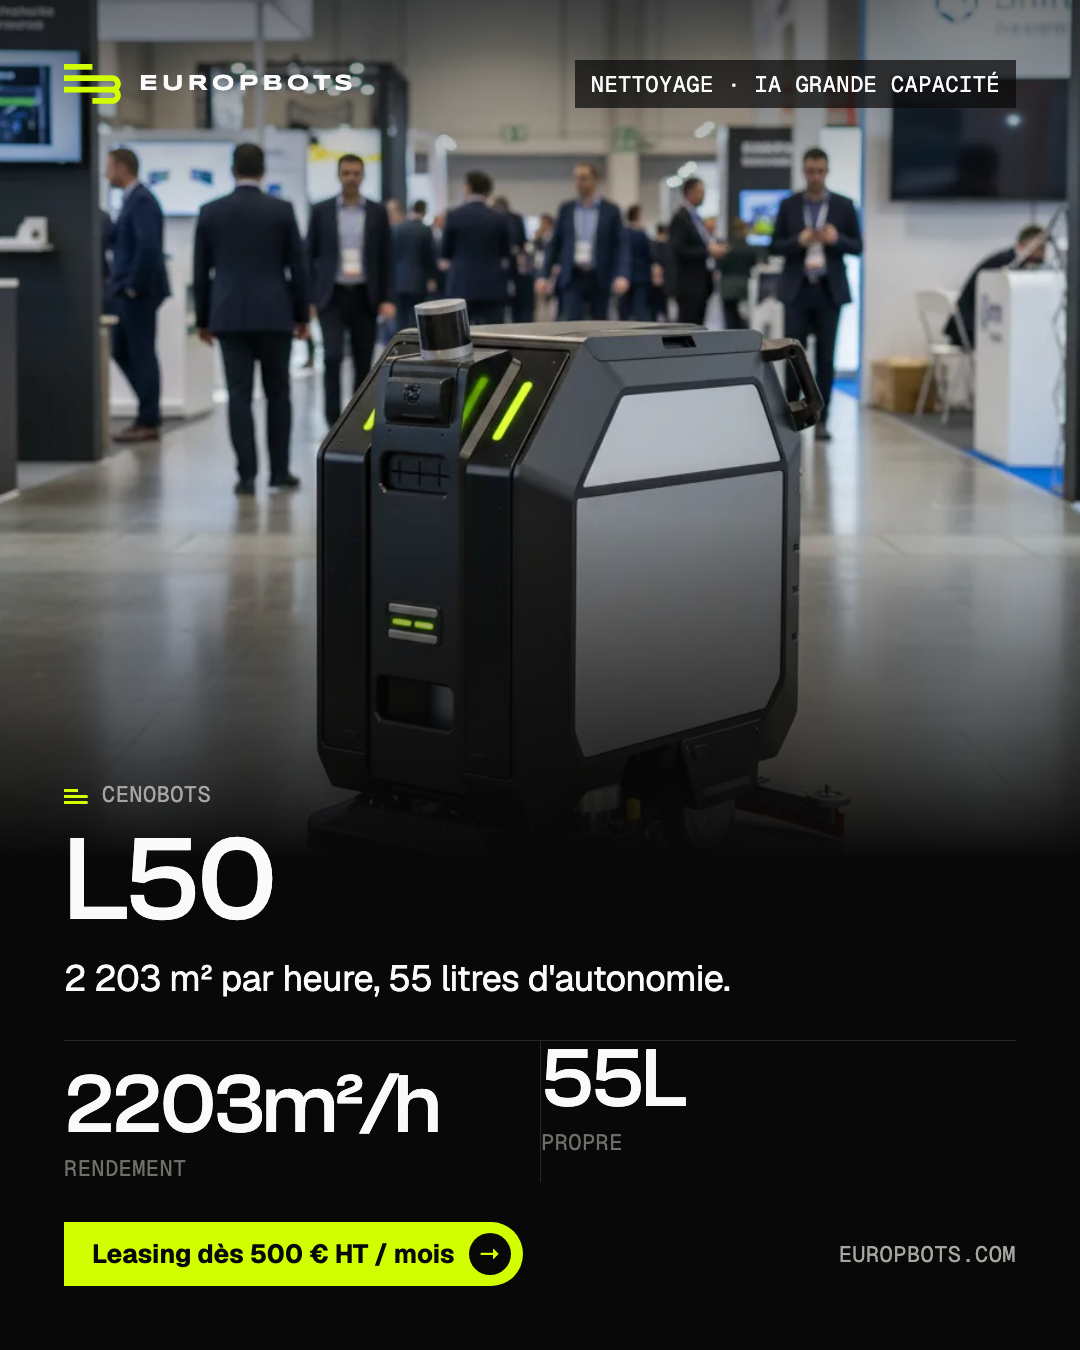 EUROPBOTS
NETTOYAGE · IA GRANDE CAPACITÉ
CENOBOTS
L50
2 203 m² par heure, 55 litres d'autonomie.
2203m²/h
RENDEMENT
55L
PROPRE
Leasing dès 500 € HT / mois →
EUROPBOTS.COM